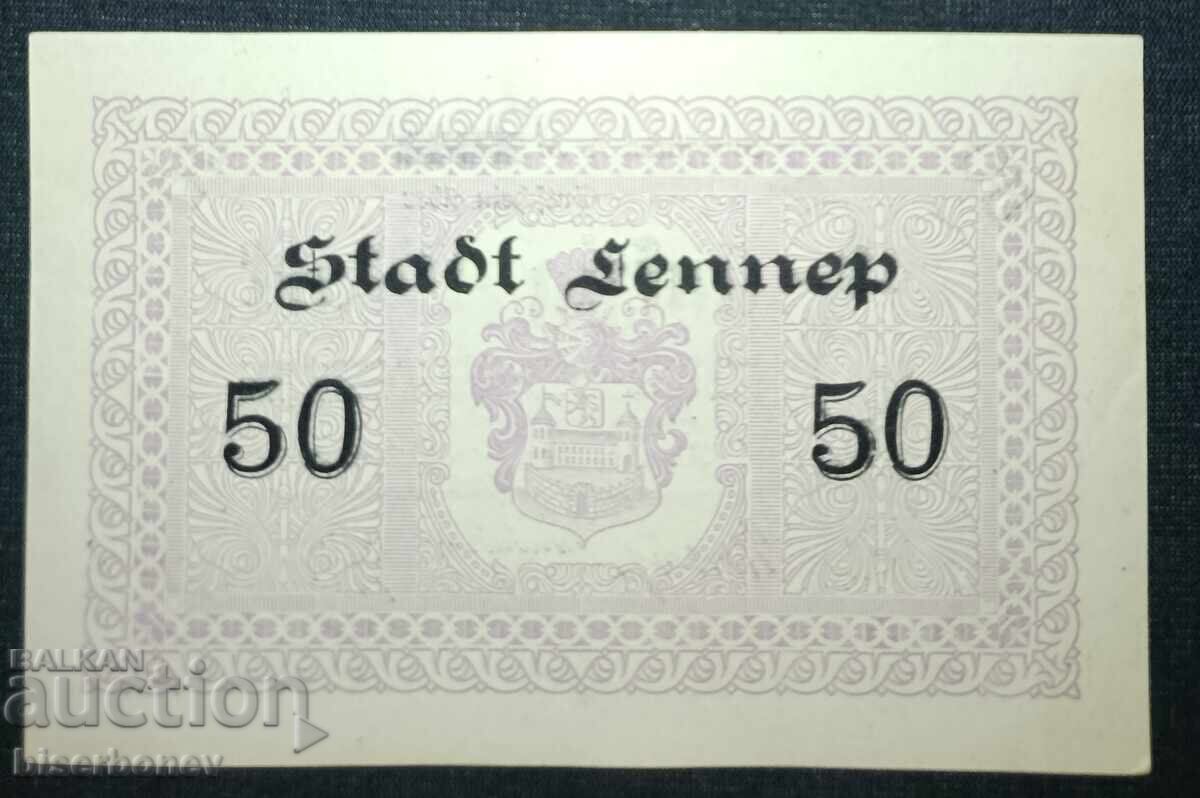 Stadt Lennep
50 50
BALKAN
auction
biserbonev